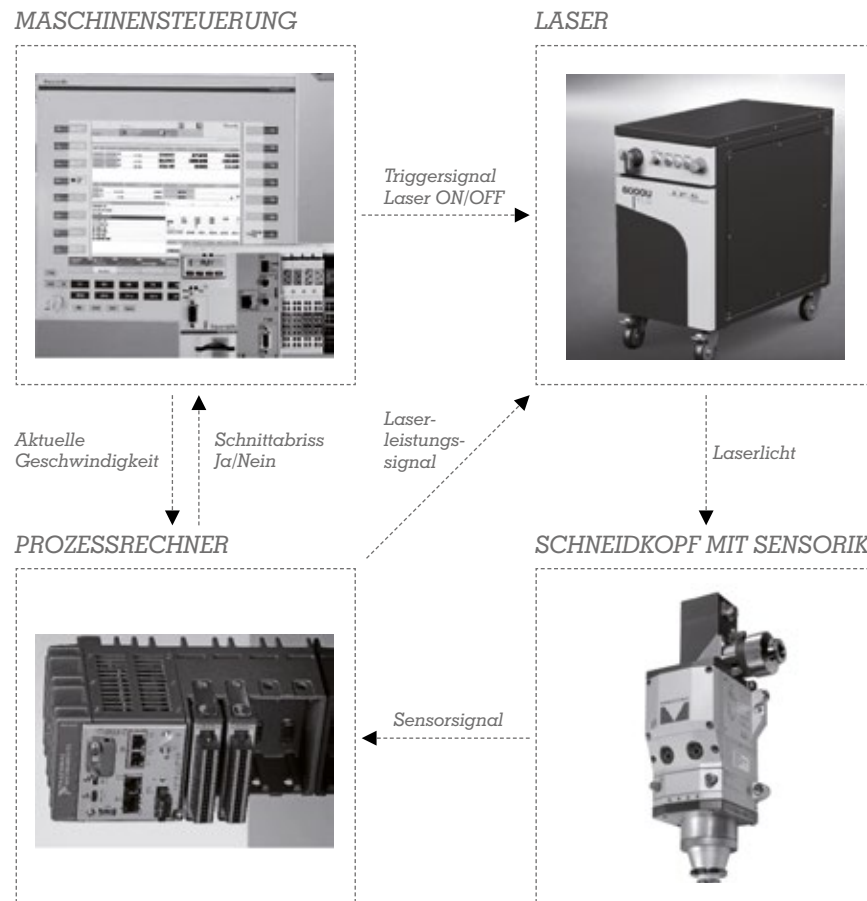 MASCHINENSTEUERUNG
LASER
Triggersignal
Laser ON/OFF
Aktuelle
Geschwindigkeit
Schnittabriss
Ja/Nein
Laser-
leistungs-
signal
Laserlicht
PROZESSRECHNER
SCHNEIDKOPF MIT SENSORIK
Sensorsignal